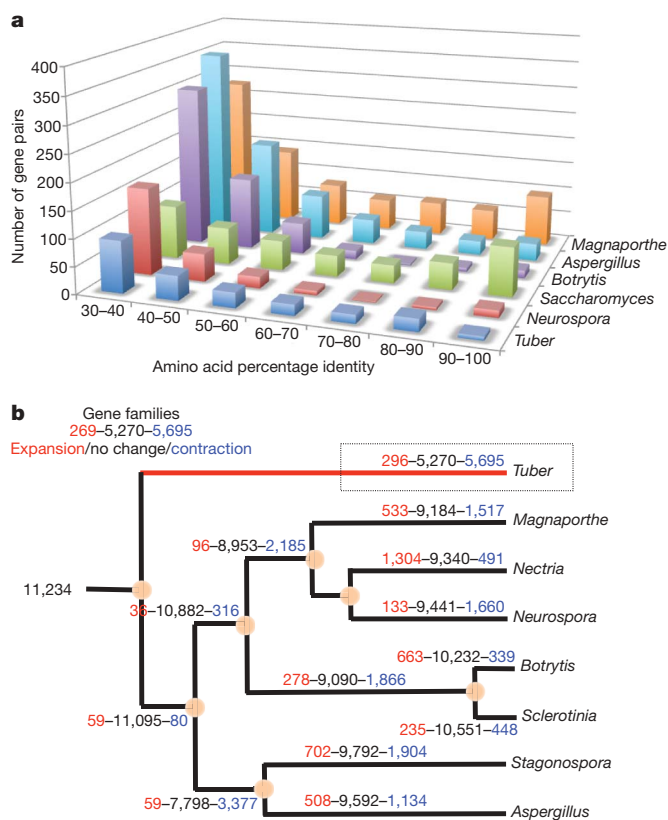 a
Number of gene pairs
400
350
300
250
200
150
100
50
0
30–40
40–50
50–60
60–70
70–80
80–90
90–100
Amino acid percentage identity
Magnaporthe
Aspergillus
Botrytis
Saccharomyces
Neurospora
Tuber
b
Gene families
269–5,270–5,695
Expansion/no change/contraction
296–5,270–5,695
Tuber
533–9,184–1,517
Magnaporthe
96–8,953–2,185
1,304–9,340–491
Nectria
11,234
36–10,882–316
133–9,441–1,660
Neurospora
663–10,232–339
Botrytis
278–9,090–1,866
Sclerotinia
59–11,095–80
235–10,551–448
702–9,792–1,904
Stagonospora
59–7,798–3,377
508–9,592–1,134
Aspergillus